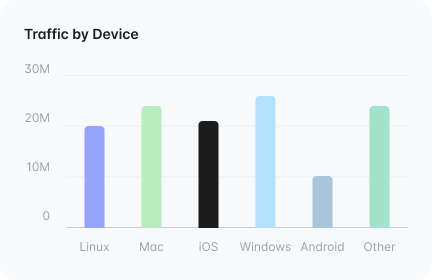 Traffic by Device
30M
20M
10M
0
Linux
Mac
iOS
Windows
Android
Other